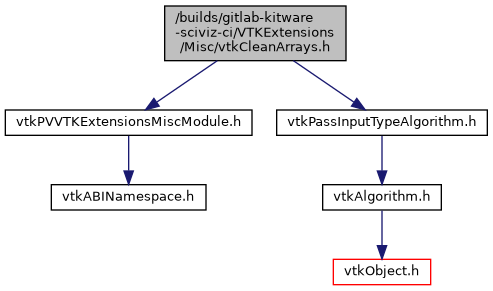 /builds/gitlab-kitware
-sciviz-ci/VTKExtensions
/Misc/vtkCleanArrays.h
vtkPVVTKExtensionsMiscModule.h
vtkPassInputTypeAlgorithm.h
vtkABINamespace.h
vtkAlgorithm.h
vtkObject.h